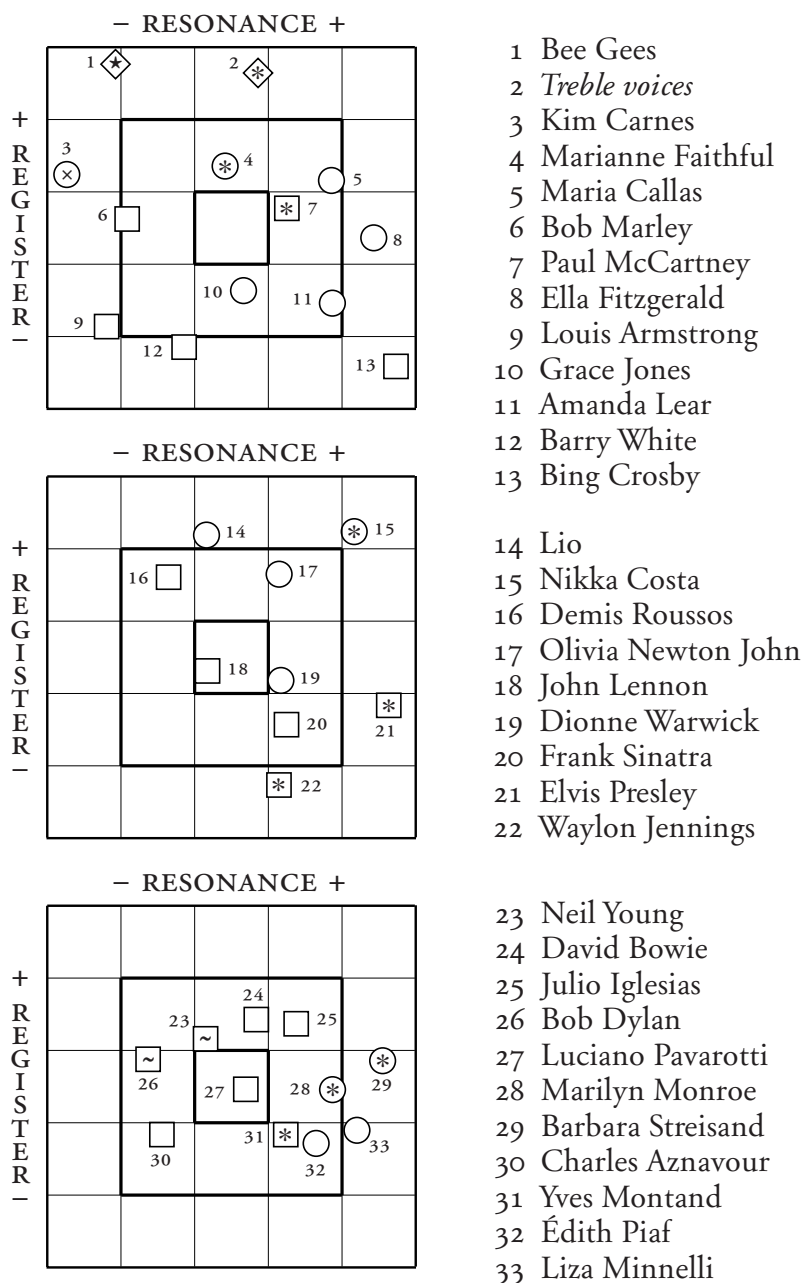 – RESONANCE +
+ REGISTER –
1
2
3
4
5
6
7
8
9
10
11
12
13
1 Bee Gees
2 Treble voices
3 Kim Carnes
4 Marianne Faithful
5 Maria Callas
6 Bob Marley
7 Paul McCartney
8 Ella Fitzgerald
9 Louis Armstrong
10 Grace Jones
11 Amanda Lear
12 Barry White
13 Bing Crosby
– RESONANCE +
+ REGISTER –
14
15
16
17
18
19
20
21
22
14 Lio
15 Nikka Costa
16 Demis Roussos
17 Olivia Newton John
18 John Lennon
19 Dionne Warwick
20 Frank Sinatra
21 Elvis Presley
22 Waylon Jennings
– RESONANCE +
+ REGISTER –
23
24
25
26
27
28
29
30
31
32
33
23 Neil Young
24 David Bowie
25 Julio Iglesias
26 Bob Dylan
27 Luciano Pavarotti
28 Marilyn Monroe
29 Barbara Streisand
30 Charles Aznavour
31 Yves Montand
32 Édith Piaf
33 Liza Minnelli